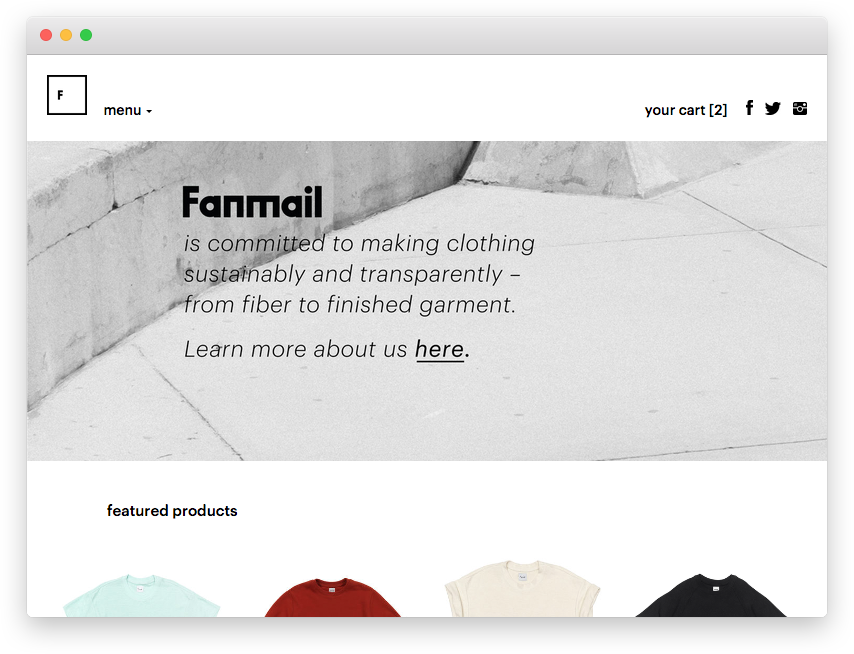 F
menu
your cart [2]
Fanmail
is committed to making clothing
sustainably and transparently –
from fiber to finished garment.
Learn more about us here.
featured products